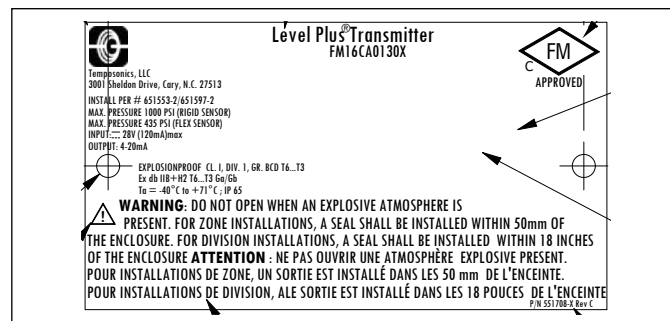 Level Plus® Transmitter
FM16CA0130X
FM
C
APPROVED
Temposonics, LLC
3001 Sheldon Drive, Cary, N.C. 27513
INSTALL PER # 651553-2/651597-2
MAX. PRESSURE 1000 PSI (RIGID SENSOR)
MAX. PRESSURE 435 PSI (FLEX SENSOR)
INPUT:⎓ 28V (120mA)max
OUTPUT: 4-20mA
EXPLOSIONPROOF CL. I, DIV. 1, GR. BCD T6...T3
Ex db IIB+H2 T6...T3 Ga/Gb
Ta = -40°C to +71°C ; IP 65
WARNING: DO NOT OPEN WHEN AN EXPLOSIVE ATMOSPHERE IS
PRESENT. FOR ZONE INSTALLATIONS, A SEAL SHALL BE INSTALLED WITHIN 50mm OF
THE ENCLOSURE. FOR DIVISION INSTALLATIONS, A SEAL SHALL BE INSTALLED WITHIN 18 INCHES
OF THE ENCLOSURE ATTENTION : NE PAS OUVRIR UNE ATMOSPHÈRE EXPLOSIVE PRESENT.
POUR INSTALLATIONS DE ZONE, UN SORTIE EST INSTALLÉ DANS LES 50 mm DE L'ENCEINTE.
POUR INSTALLATIONS DE DIVISION, ALE SORTIE EST INSTALLÉ DANS LES 18 POUCES DE L'ENCEINTE
P/N 551708-X Rev C